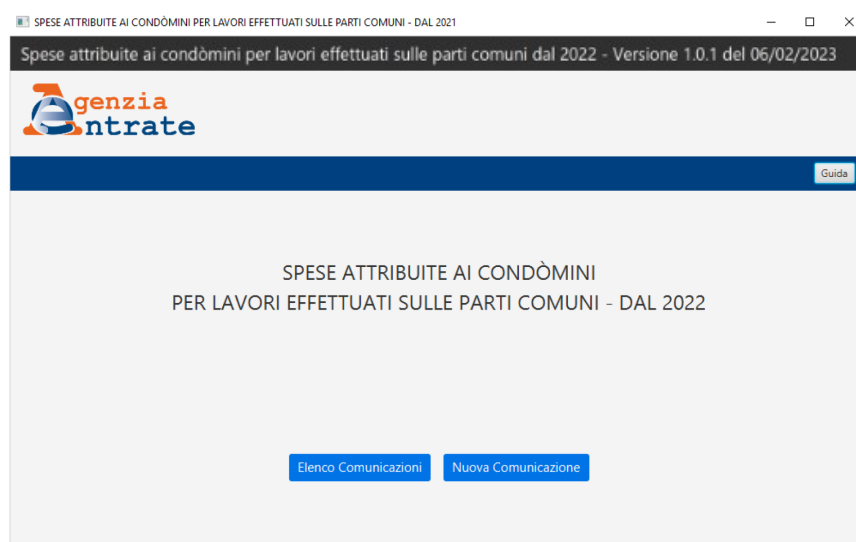 SPESE ATTRIBUITE AI CONDÒMINI PER LAVORI EFFETTUATI SULLE PARTI COMUNI - DAL 2021
Spese attribuite ai condòmini per lavori effettuati sulle parti comuni dal 2022 - Versione 1.0.1 del 06/02/2023
Agenzia
Entrate
Guida
SPESE ATTRIBUITE AI CONDÒMINI
PER LAVORI EFFETTUATI SULLE PARTI COMUNI - DAL 2022
Elenco Comunicazioni Nuova Comunicazione